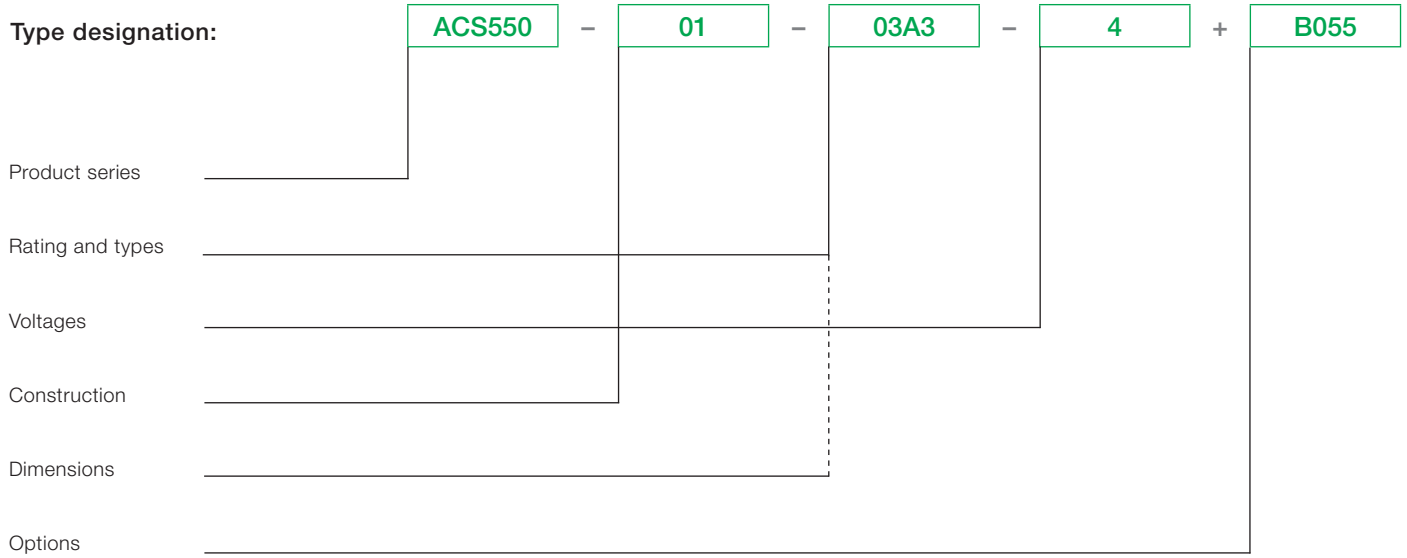 Type designation: ACS550 – 01 – 03A3 – 4 + B055
Product series
Rating and types
Voltages
Construction
Dimensions
Options